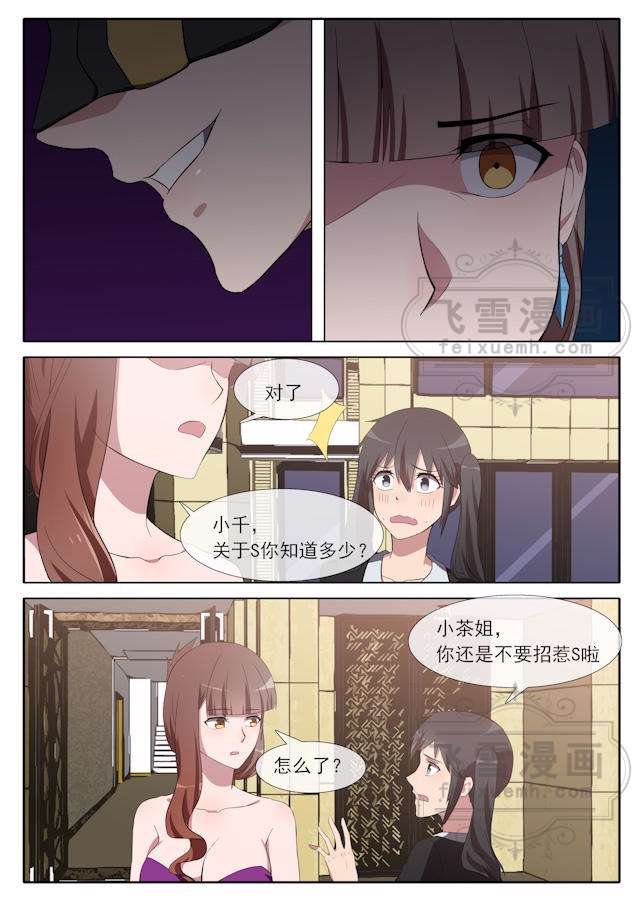 飞雪漫画
feixuemh.com
对了
小千，
关于S你知道多少？
小茶姐，
你还是不要招惹S啦
怎么了？
飞雪漫画
feixuemh.com